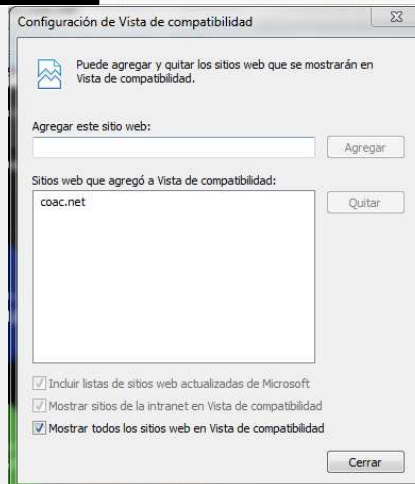 Configuración de Vista de compatibilidad
Puede agregar y quitar los sitios web que se mostrarán en
Vista de compatibilidad.
Agregar este sitio web:
Agregar
Sitios web que agregó a Vista de compatibilidad:
coac.net
Quitar
Incluir listas de sitios web actualizadas de Microsoft
Mostrar sitios de la intranet en Vista de compatibilidad
Mostrar todos los sitios web en Vista de compatibilidad
Cerrar